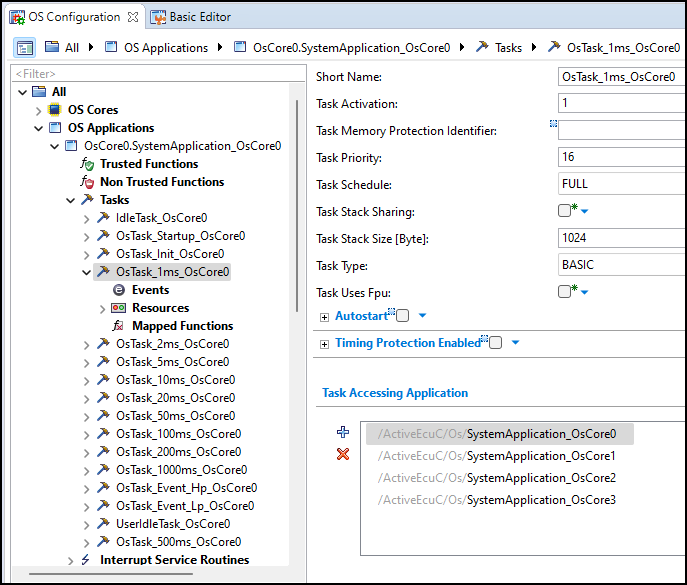 OS Configuration
Basic Editor
All
OS Applications
OsCore0.SystemApplication_OsCore0
Tasks
OsTask_1ms_OsCore0
<Filter>
All
OS Cores
OS Applications
OsCore0.SystemApplication_OsCore0
Trusted Functions
Non Trusted Functions
Tasks
IdleTask_OsCore0
OsTask_Startup_OsCore0
OsTask_Init_OsCore0
OsTask_1ms_OsCore0
Events
Resources
Mapped Functions
OsTask_2ms_OsCore0
OsTask_5ms_OsCore0
OsTask_10ms_OsCore0
OsTask_20ms_OsCore0
OsTask_50ms_OsCore0
OsTask_100ms_OsCore0
OsTask_200ms_OsCore0
OsTask_1000ms_OsCore0
OsTask_Event_Hp_OsCore0
OsTask_Event_Lp_OsCore0
UserIdleTask_OsCore0
OsTask_500ms_OsCore0
Interrupt Service Routines
Short Name: OsTask_1ms_OsCore0
Task Activation: 1
Task Memory Protection Identifier:
Task Priority: 16
Task Schedule: FULL
Task Stack Sharing:
Task Stack Size [Byte]: 1024
Task Type: BASIC
Task Uses Fpu:
Autostart
Timing Protection Enabled
Task Accessing Application
/ActiveEcuC/Os/SystemApplication_OsCore0
/ActiveEcuC/Os/SystemApplication_OsCore1
/ActiveEcuC/Os/SystemApplication_OsCore2
/ActiveEcuC/Os/SystemApplication_OsCore3